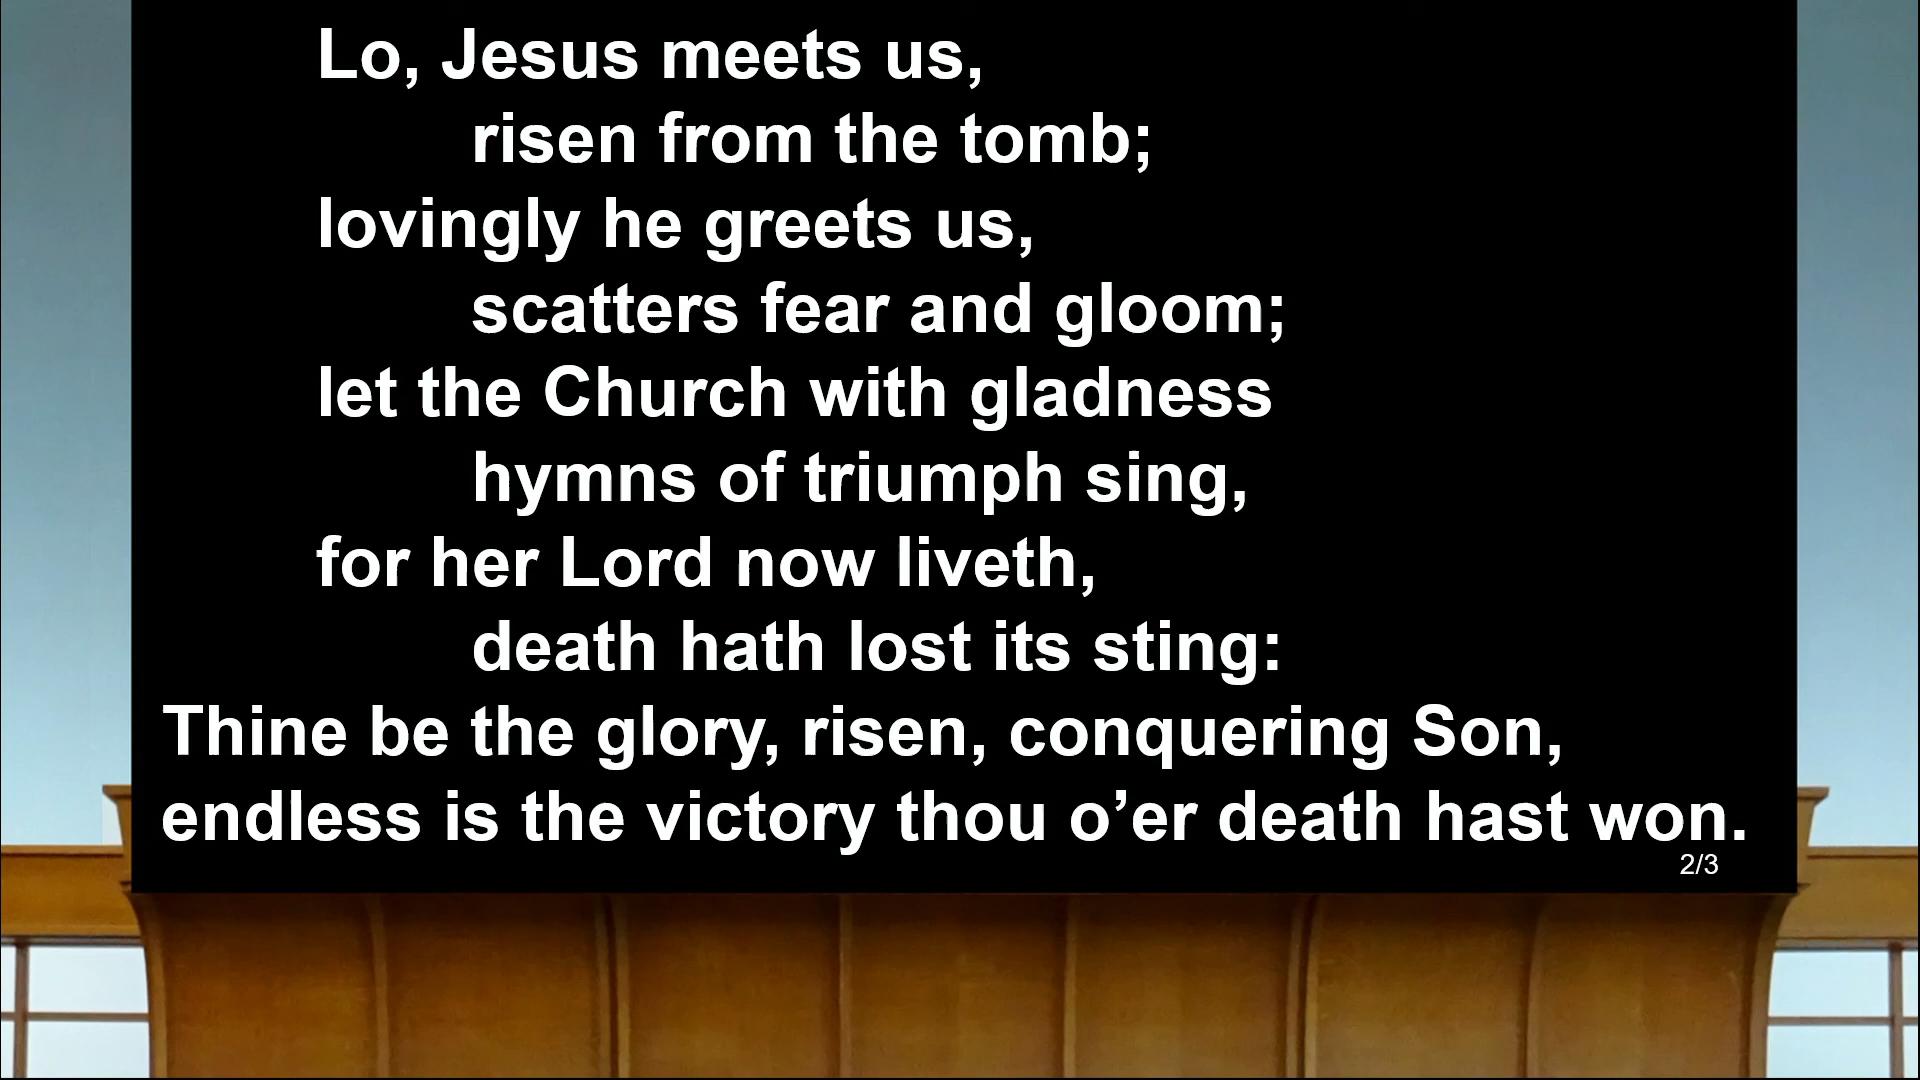 Lo, Jesus meets us,
risen from the tomb;
lovingly he greets us,
scatters fear and gloom;
let the Church with gladness
hymns of triumph sing,
for her Lord now liveth,
death hath lost its sting:
Thine be the glory, risen, conquering Son,
endless is the victory thou o’er death hast won.
2/3